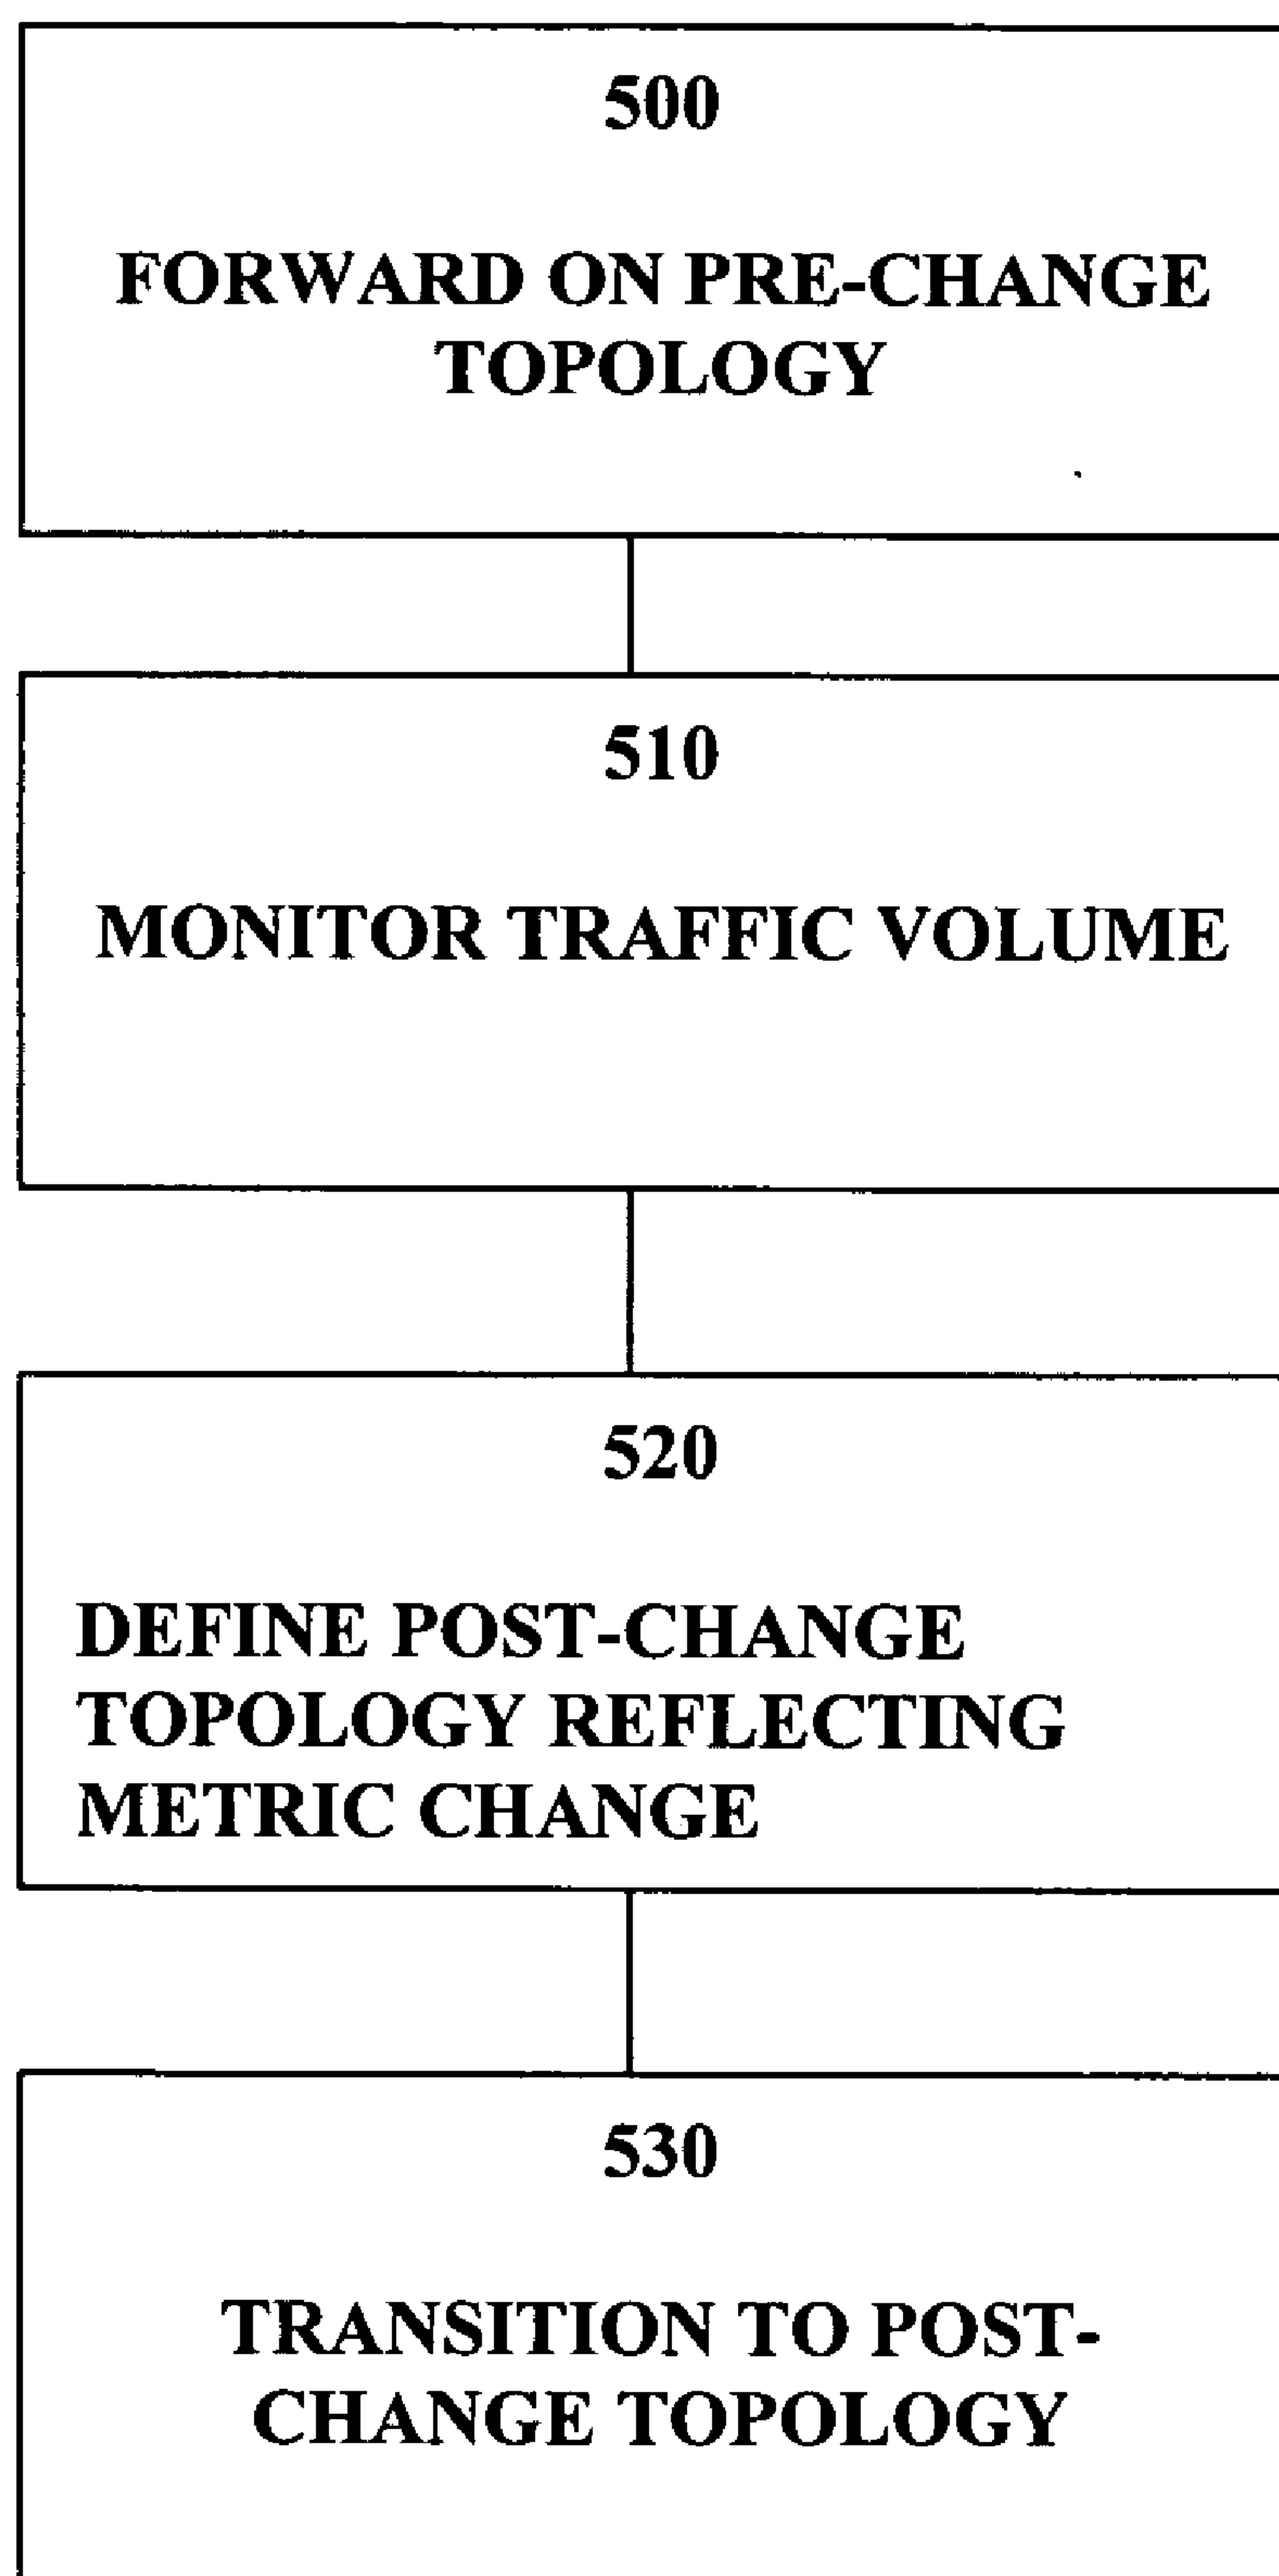 500
FORWARD ON PRE-CHANGE
TOPOLOGY
510
MONITOR TRAFFIC VOLUME
520
DEFINE POST-CHANGE
TOPOLOGY REFLECTING
METRIC CHANGE
530
TRANSITION TO POST-
CHANGE TOPOLOGY